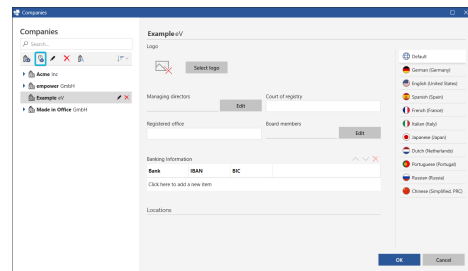 Companies
Companies
Search...
Acme Inc
empower GmbH
Example eV
Made in Office GmbH
Example eV
Logo
Select logo
Managing directors
Edit
Court of registry
Registered office
Board members
Edit
Banking Information
Bank IBAN BIC
Click here to add a new item
Locations
Default
German (Germany)
English (United States)
Spanish (Spain)
French (France)
Italian (Italy)
Japanese (Japan)
Dutch (Netherlands)
Portuguese (Portugal)
Russian (Russia)
Chinese (Simplified, PRC)
OK Cancel